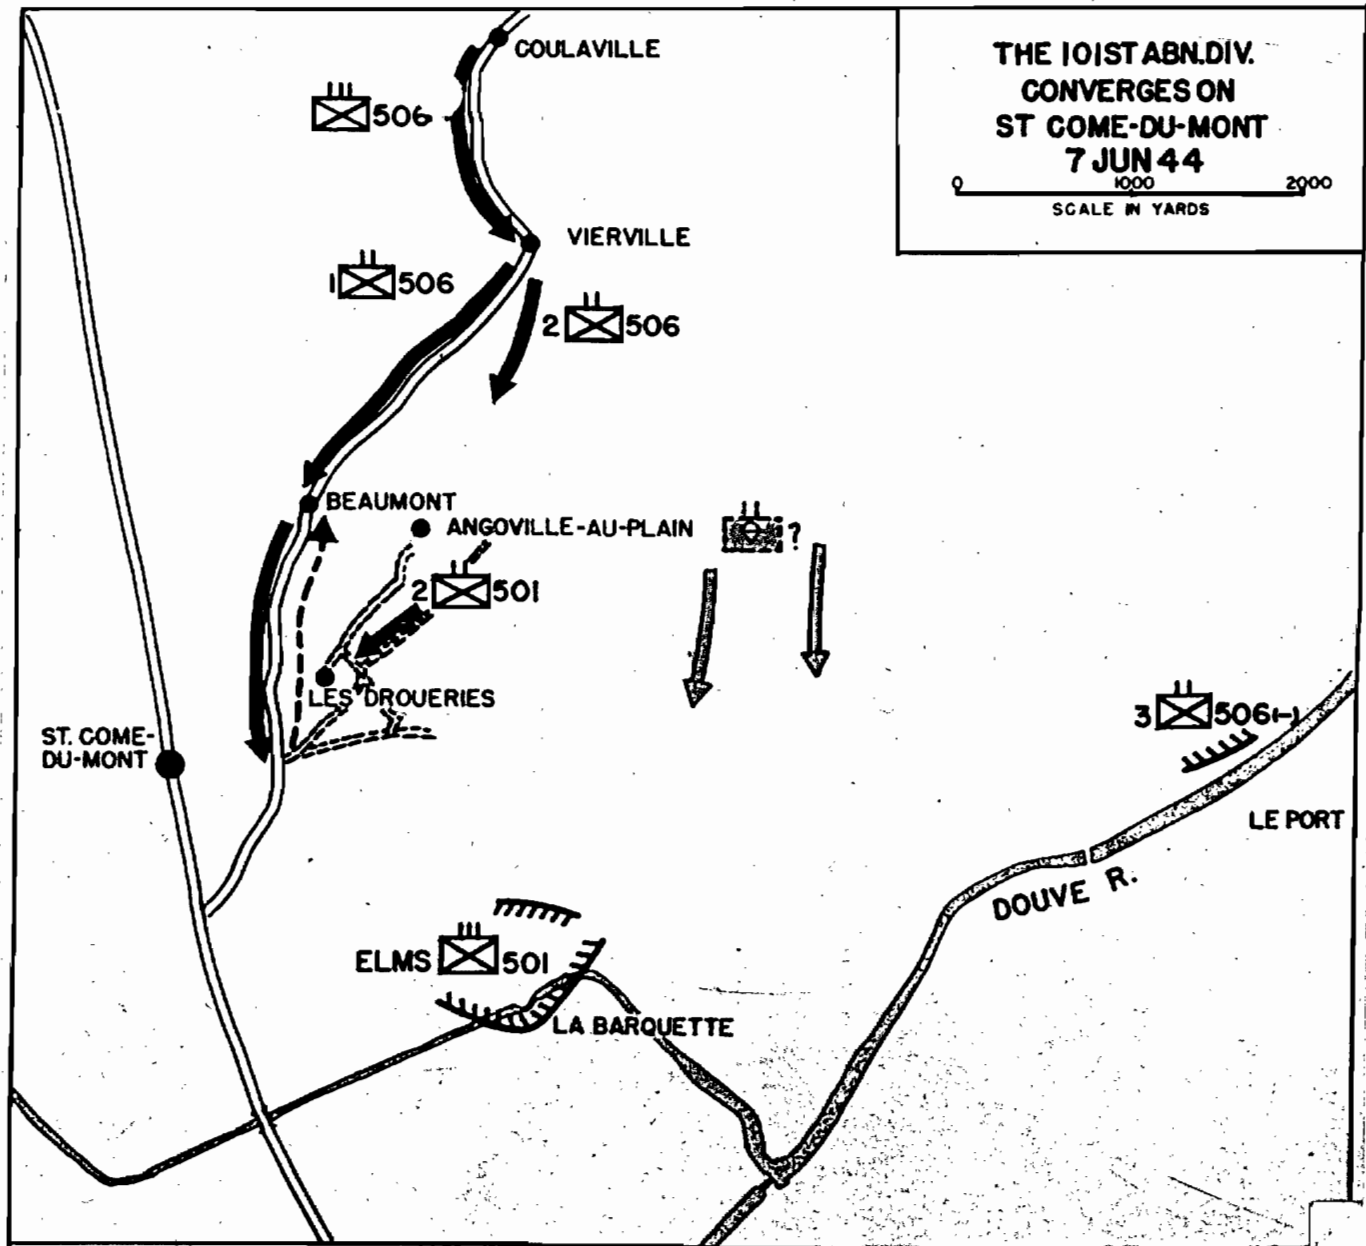 THE 101ST ABN.DIV.
CONVERGES ON
ST COME-DU-MONT
7 JUN 44
0 1000 2000
SCALE IN YARDS
COULAVILLE
506
VIERVILLE
1 506
2 506
BEAUMONT
ANGOVILLE-AU-PLAIN
?
2 501
LES DROUERIES
ST. COME-
DU-MONT
3 506(-)
LE PORT
DOUVE R.
ELMS 501
LA BARQUETTE